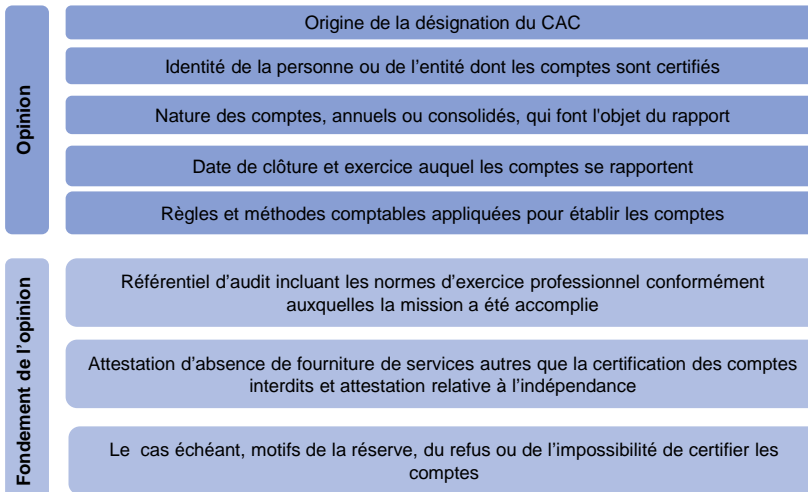 Opinion
Origine de la désignation du CAC
Identité de la personne ou de l'entité dont les comptes sont certifiés
Nature des comptes, annuels ou consolidés, qui font l'objet du rapport
Date de clôture et exercice auquel les comptes se rapportent
Règles et méthodes comptables appliquées pour établir les comptes
Fondement de l'opinion
Référentiel d'audit incluant les normes d'exercice professionnel conformément
auxquelles la mission a été accomplie
Attestation d'absence de fourniture de services autres que la certification des comptes
interdits et attestation relative à l'indépendance
Le cas échéant, motifs de la réserve, du refus ou de l'impossibilité de certifier les
comptes